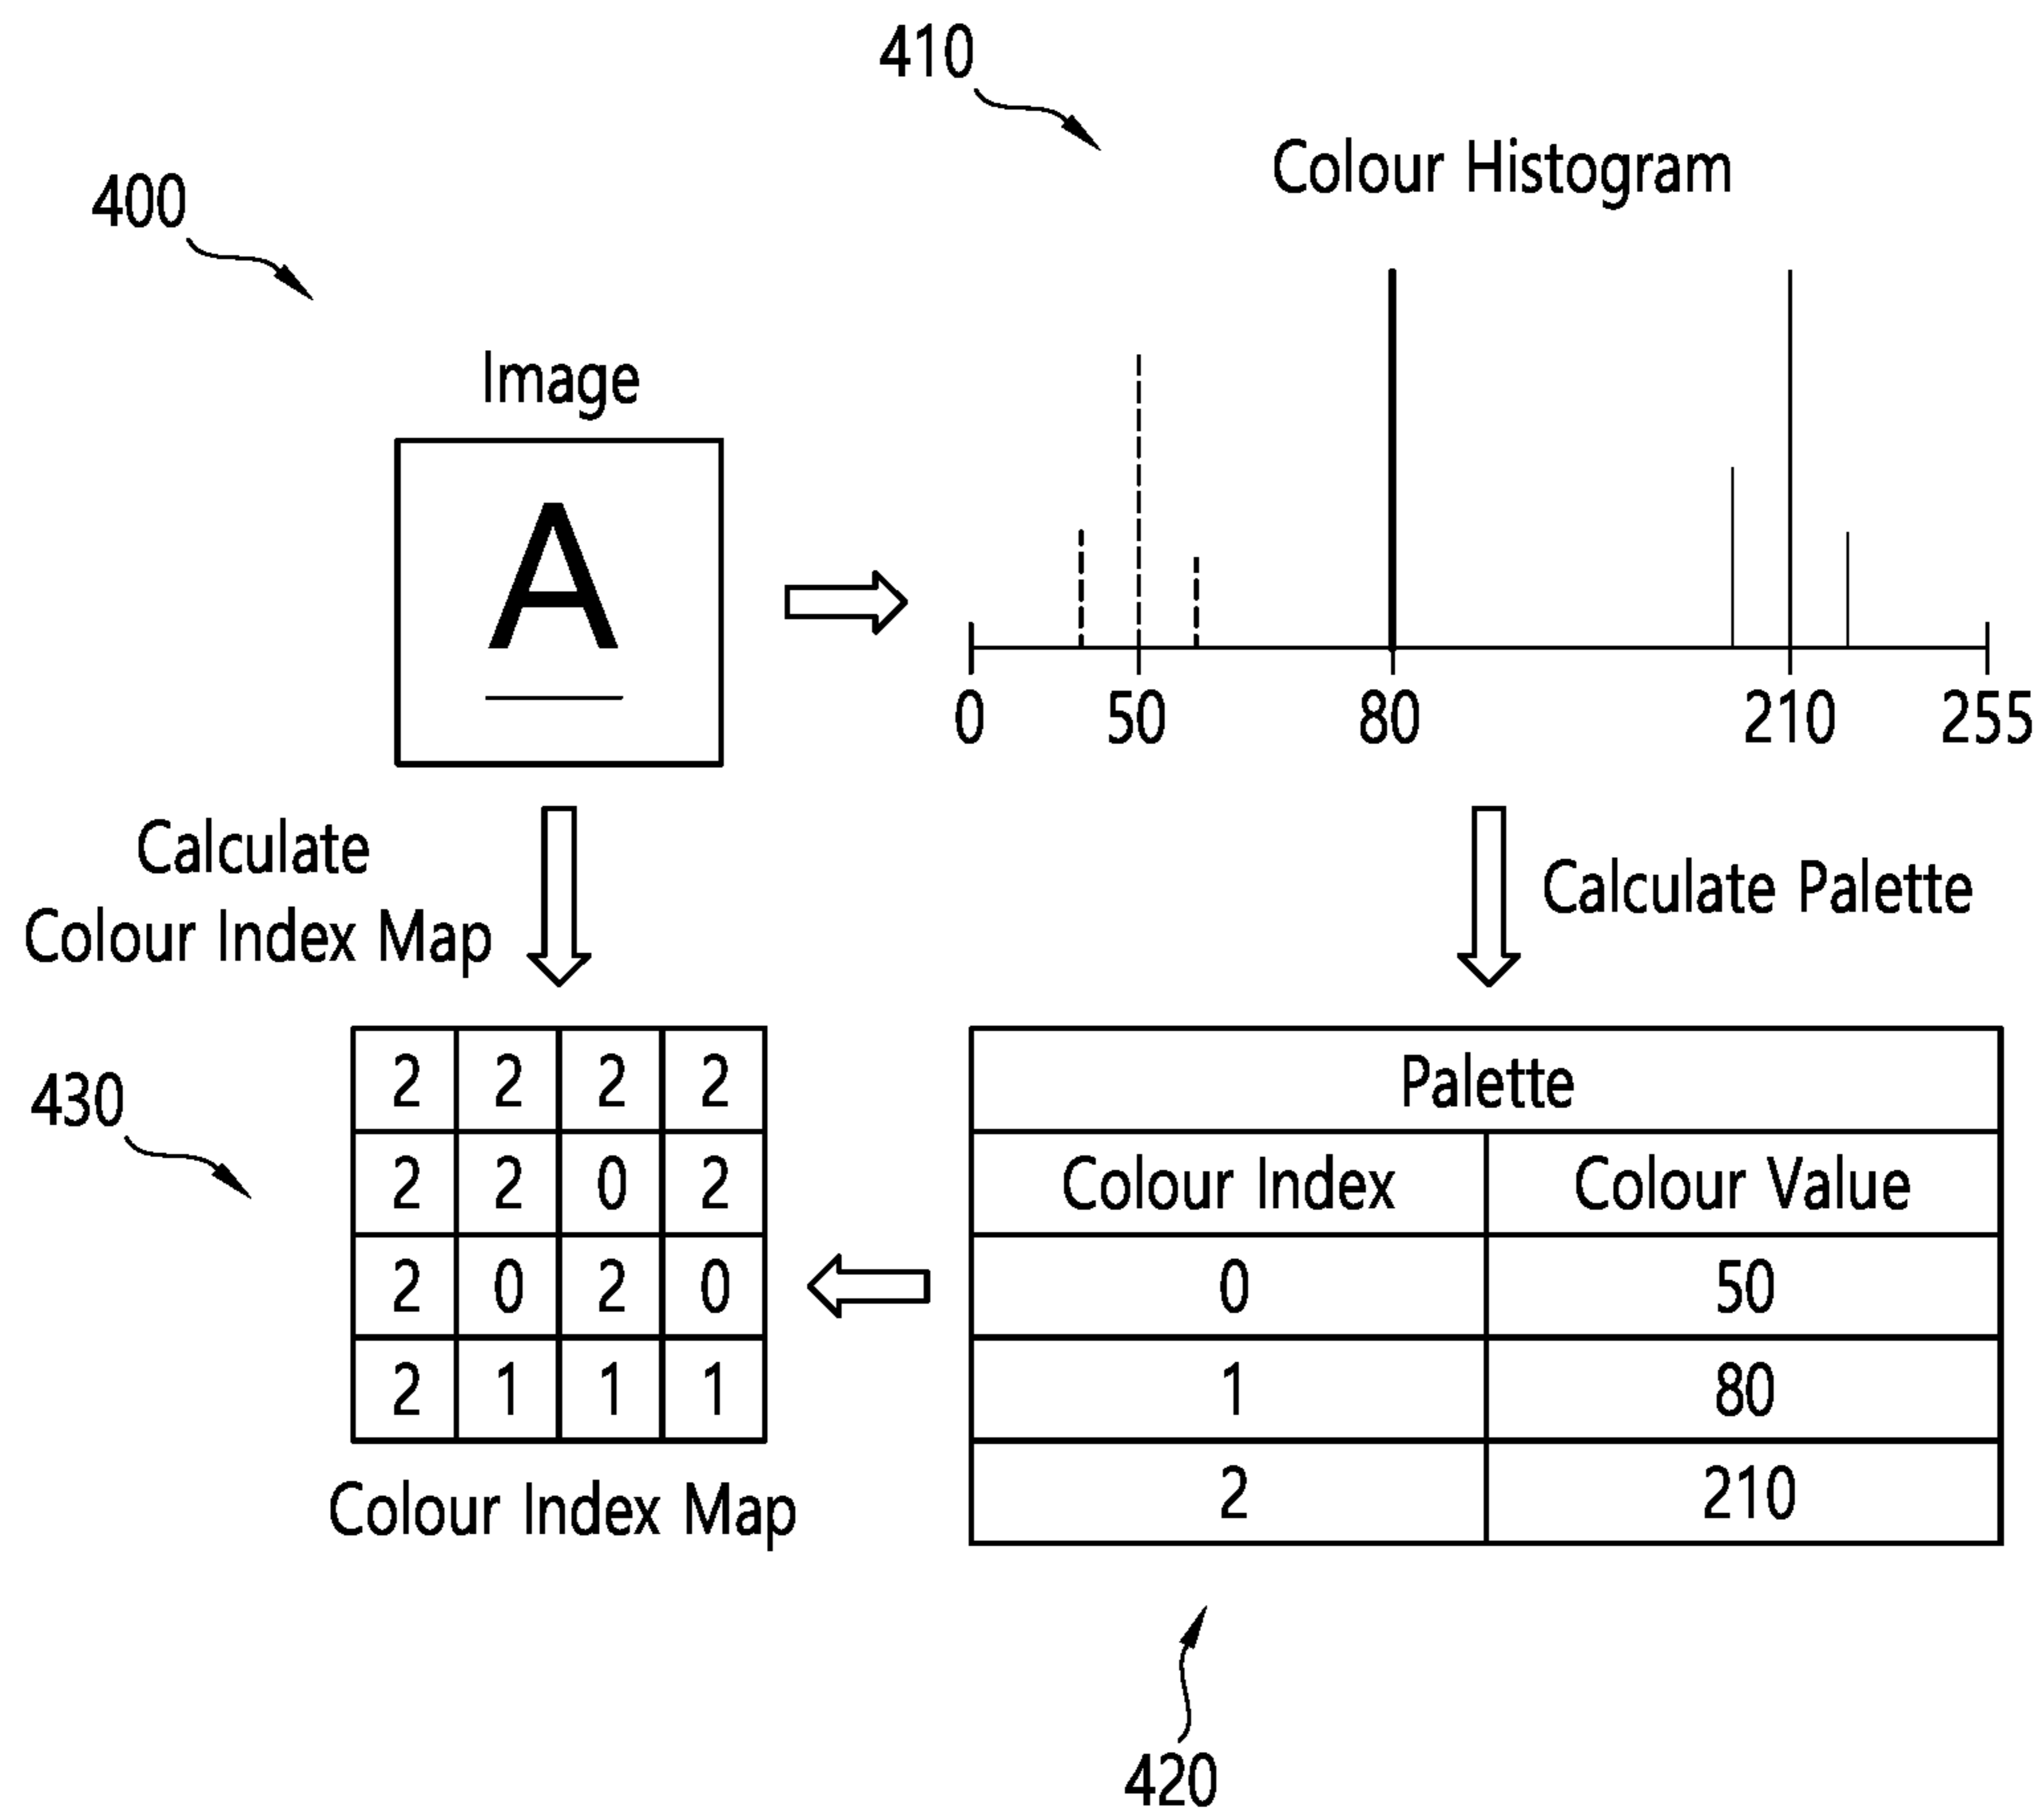 410
Colour Histogram
400
Image
A
0 50 80 210 255
Calculate
Colour Index Map
Calculate Palette
430
2 2 2 2
2 2 0 2
2 0 2 0
2 1 1 1
Colour Index Map
Palette
Colour Index Colour Value
0 50
1 80
2 210
420